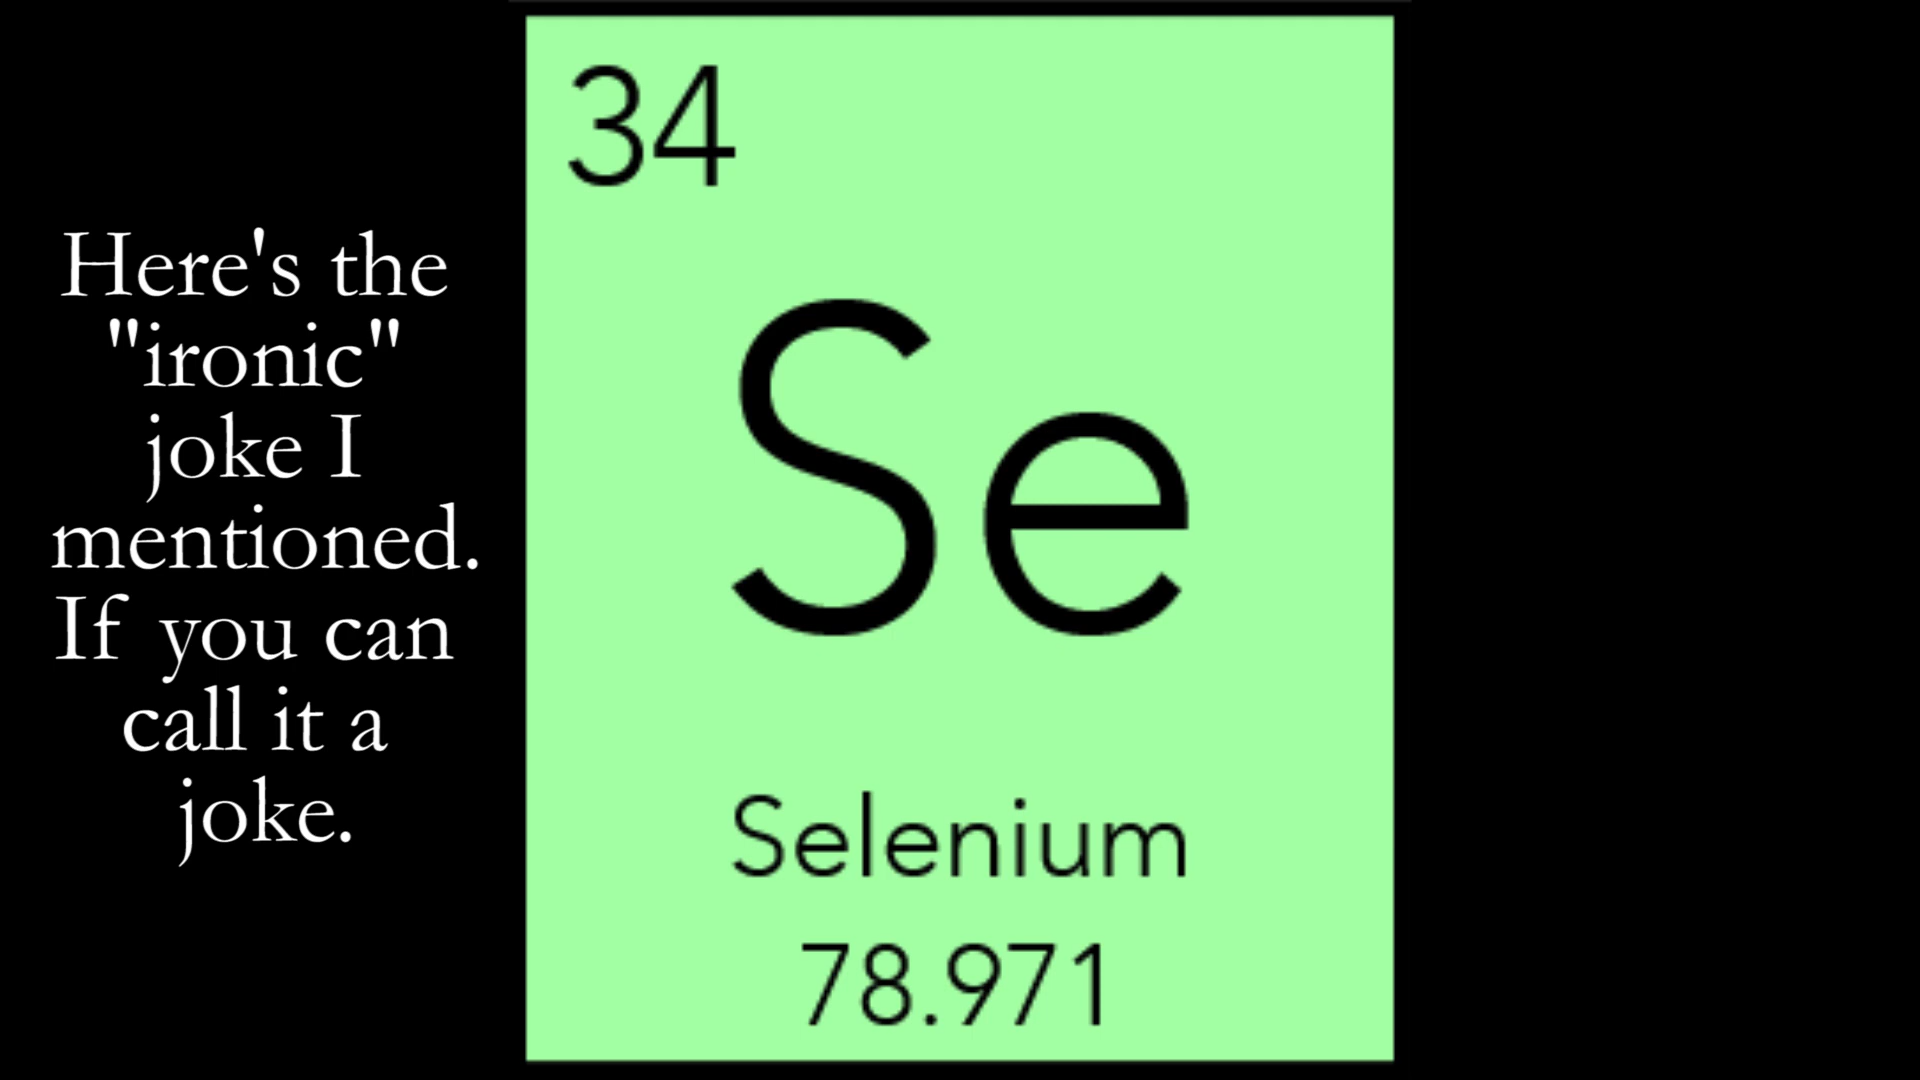 Here's the
"ironic"
joke I
mentioned.
If you can
call it a
joke.
34
Se
Selenium
78.971